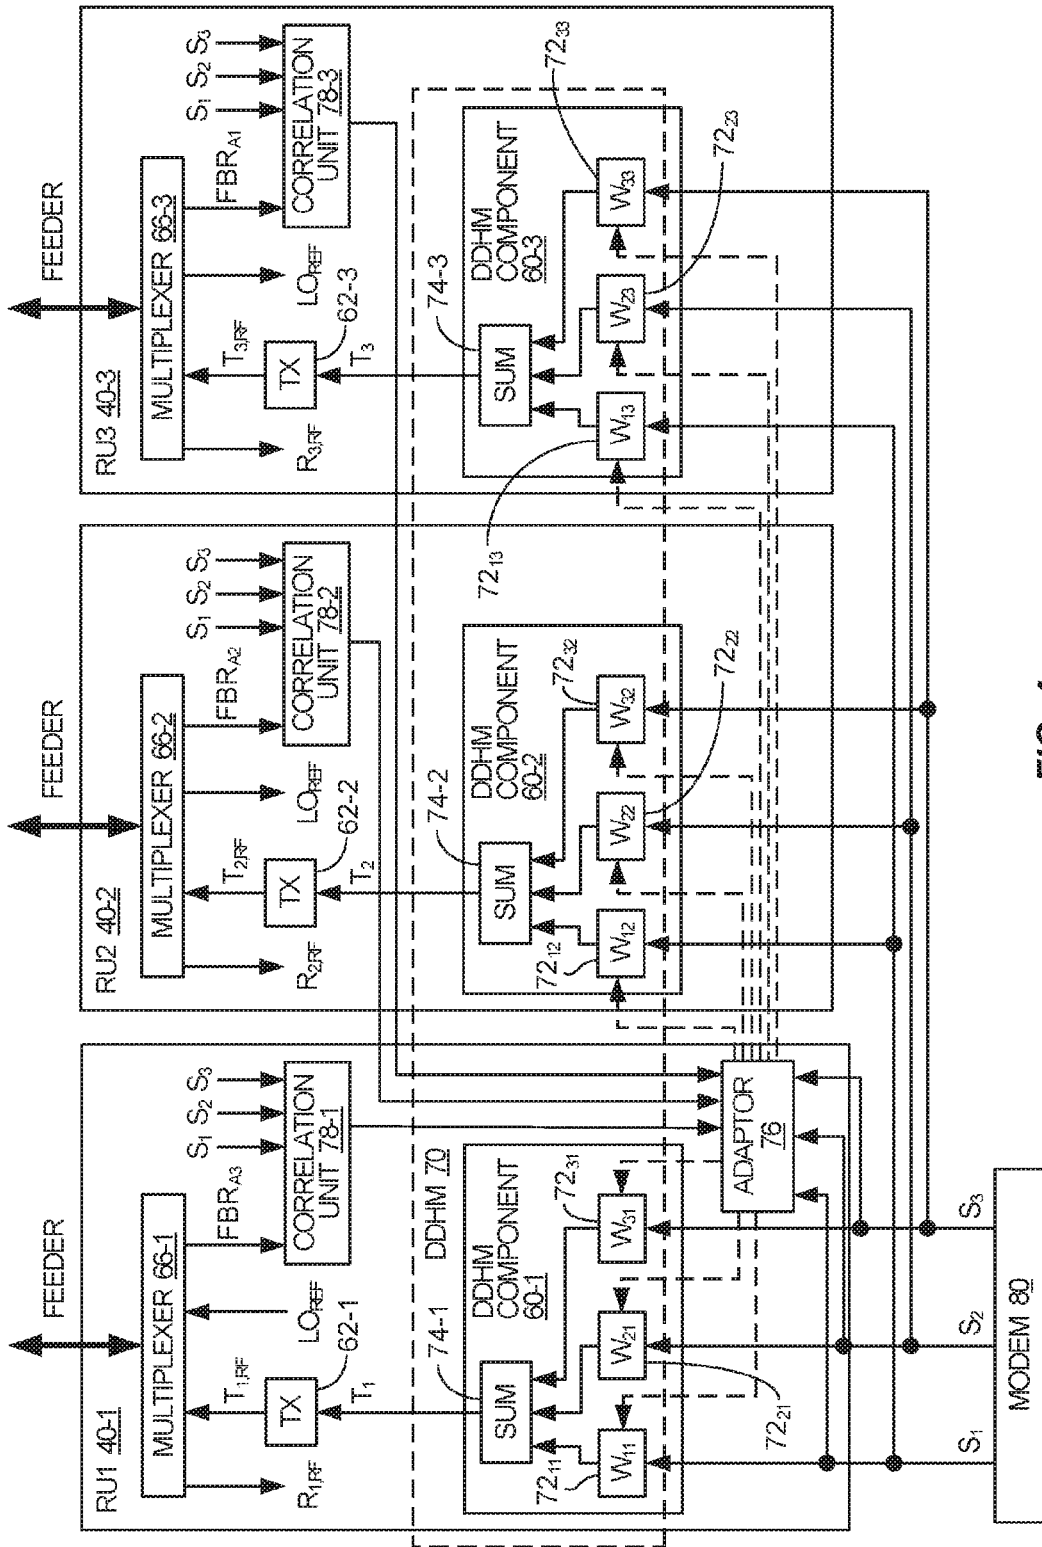 FEEDER
RU1 40-1
MULTIPLEXER 66-1
R1,RF
T1,RF
TX
62-1
T1
LOREF
FBRA3
S1
S2
S3
CORRELATION
UNIT
78-1
DDHM 70
74-1
SUM
DDHM
COMPONENT
60-1
7211
W11
W21
7221
7231
W31
ADAPTOR
76
S1
S2
S3
MODEM 80
FEEDER
RU2 40-2
MULTIPLEXER 66-2
R2,RF
T2,RF
TX
62-2
T2
LOREF
FBRA2
S1
S2
S3
CORRELATION
UNIT
78-2
74-2
SUM
DDHM
COMPONENT
60-2
7212
W12
W22
7222
7232
W32
FEEDER
RU3 40-3
MULTIPLEXER 66-3
R3,RF
T3,RF
TX
62-3
T3
LOREF
FBRA1
S1
S2
S3
CORRELATION
UNIT
78-3
74-3
SUM
DDHM
COMPONENT
60-3
7213
W13
W23
7223
7233
W33